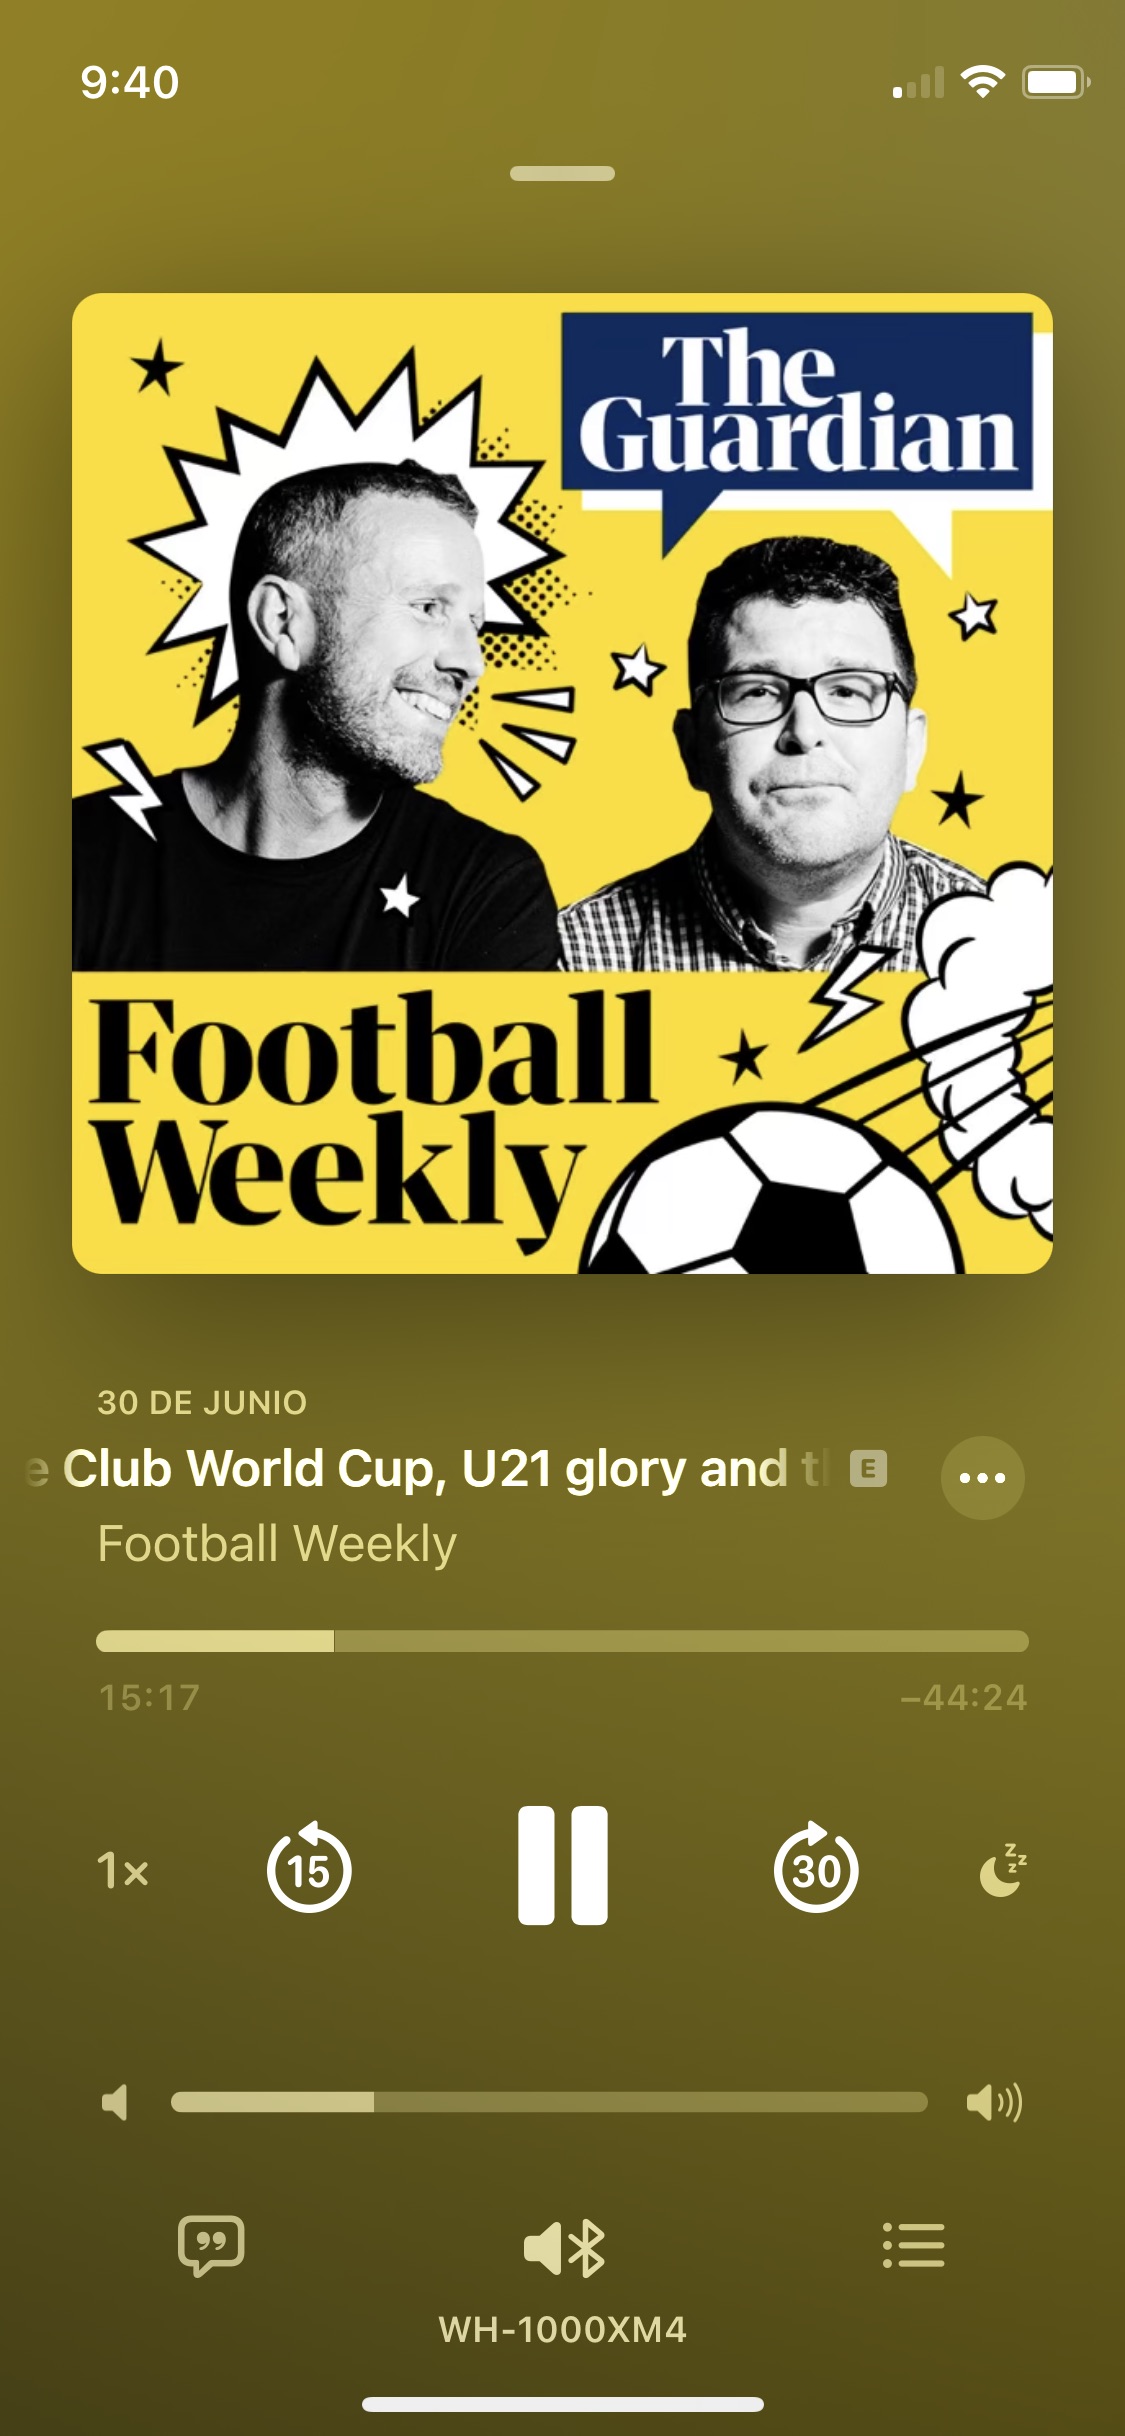 9:40
The
Guardian
Football
Weekly
30 DE JUNIO
Club World Cup, U21 glory and E
Football Weekly
15:17 –44:24
1× 15 30 zzz
WH-1000XM4